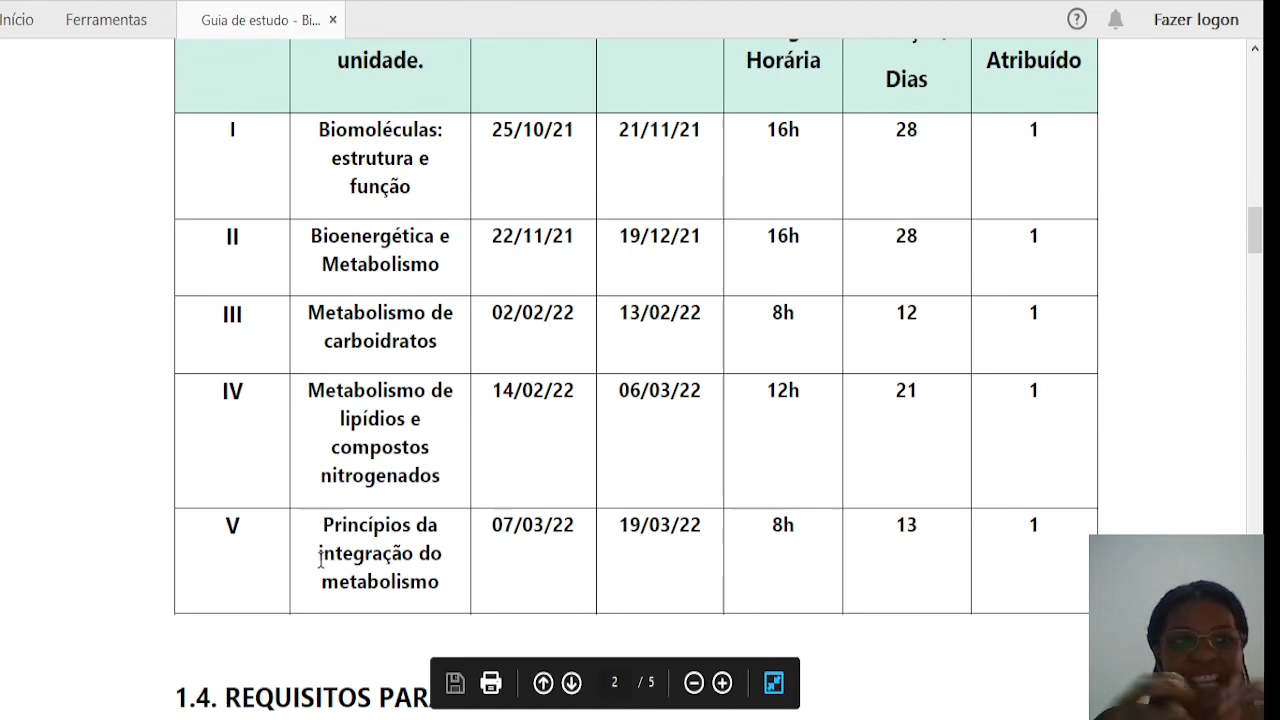 Início Ferramentas Guia de estudo - Bi... × ? Fazer logon
unidade. Horária Dias Atribuído
I Biomoléculas: 25/10/21 21/11/21 16h 28 1
estrutura e
função
II Bioenergética e 22/11/21 19/12/21 16h 28 1
Metabolismo
III Metabolismo de 02/02/22 13/02/22 8h 12 1
carboidratos
IV Metabolismo de 14/02/22 06/03/22 12h 21 1
lipídios e
compostos
nitrogenados
V Princípios da 07/03/22 19/03/22 8h 13 1
integração do
metabolismo
2 / 5
1.4. REQUISITOS PAR